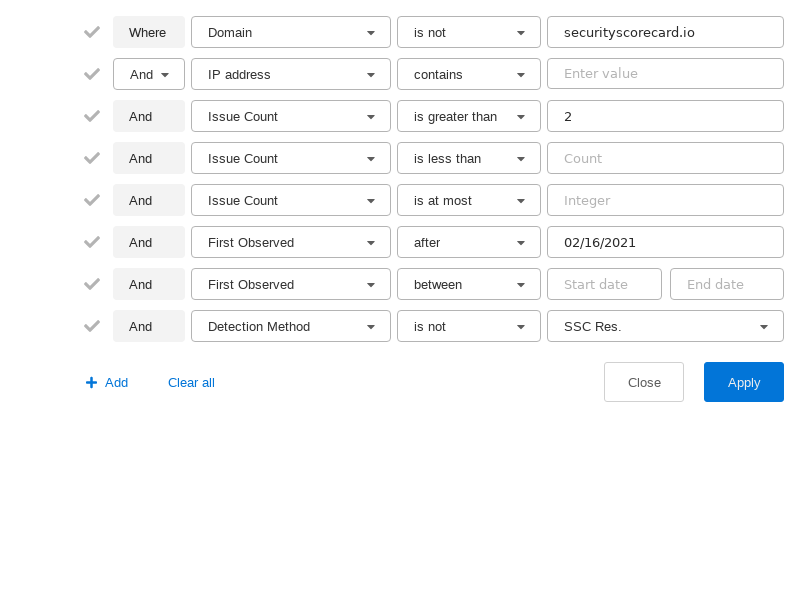 Where Domain is not securityscorecard.io
And IP address contains Enter value
And Issue Count is greater than 2
And Issue Count is less than Count
And Issue Count is at most Integer
And First Observed after 02/16/2021
And First Observed between Start date End date
And Detection Method is not SSC Res.
Add Clear all Close Apply